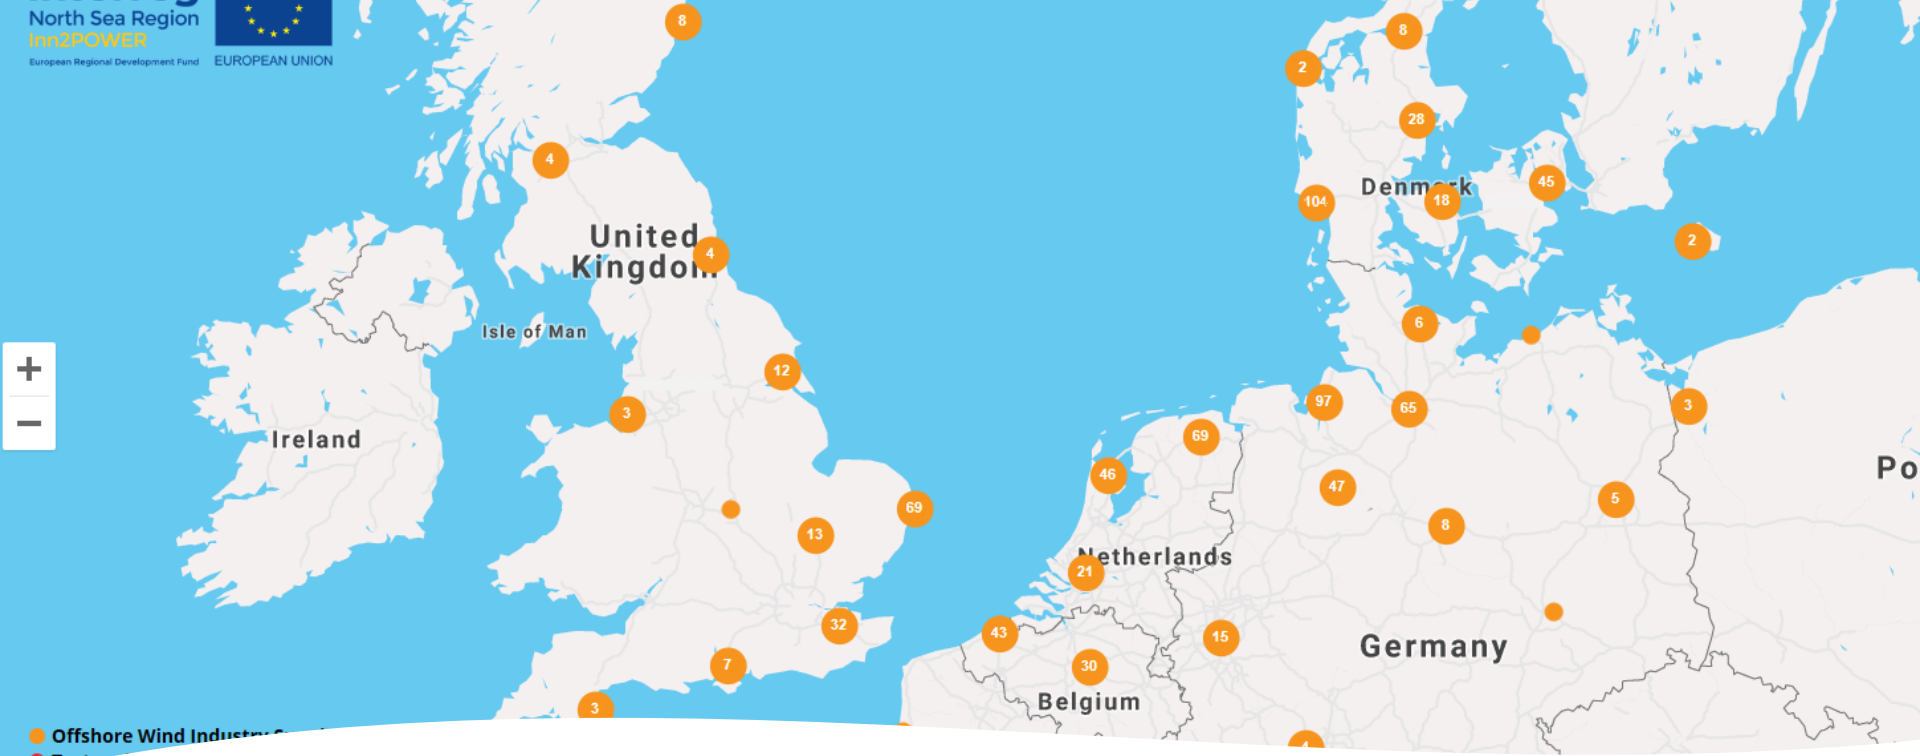 North Sea Region
Inn2POWER
European Regional Development Fund
EUROPEAN UNION
8
8
2
28
4
Denmark
45
104
18
United
Kingdom
4
2
Isle of Man
6
+
12
−
3
97
65
3
Ireland
69
46
47
Po
5
69
8
13
Netherlands
21
32
43
15
Germany
7
30
Belgium
3
Offshore Wind Industry
4